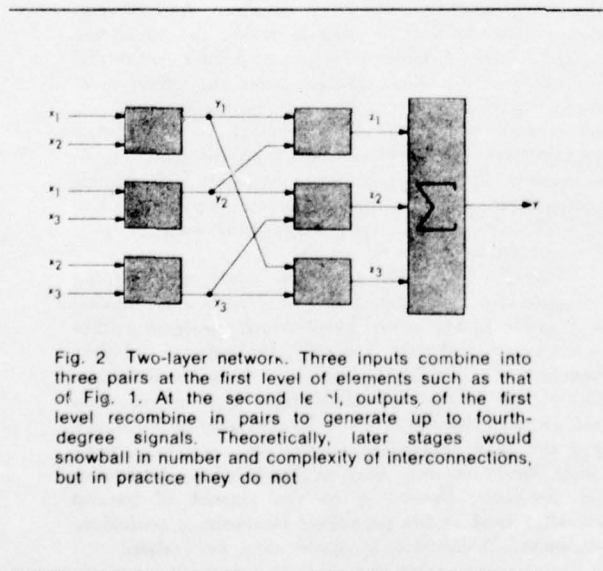 x1
x2
x1
x3
x2
x3
Y1
Y2
x3
z1
z2
z3
Σ
Y
Fig. 2 Two-layer network. Three inputs combine into
three pairs at the first level of elements such as that
of Fig. 1. At the second le l, outputs of the first
level recombine in pairs to generate up to fourth-
degree signals. Theoretically, later stages would
snowball in number and complexity of interconnections,
but in practice they do not